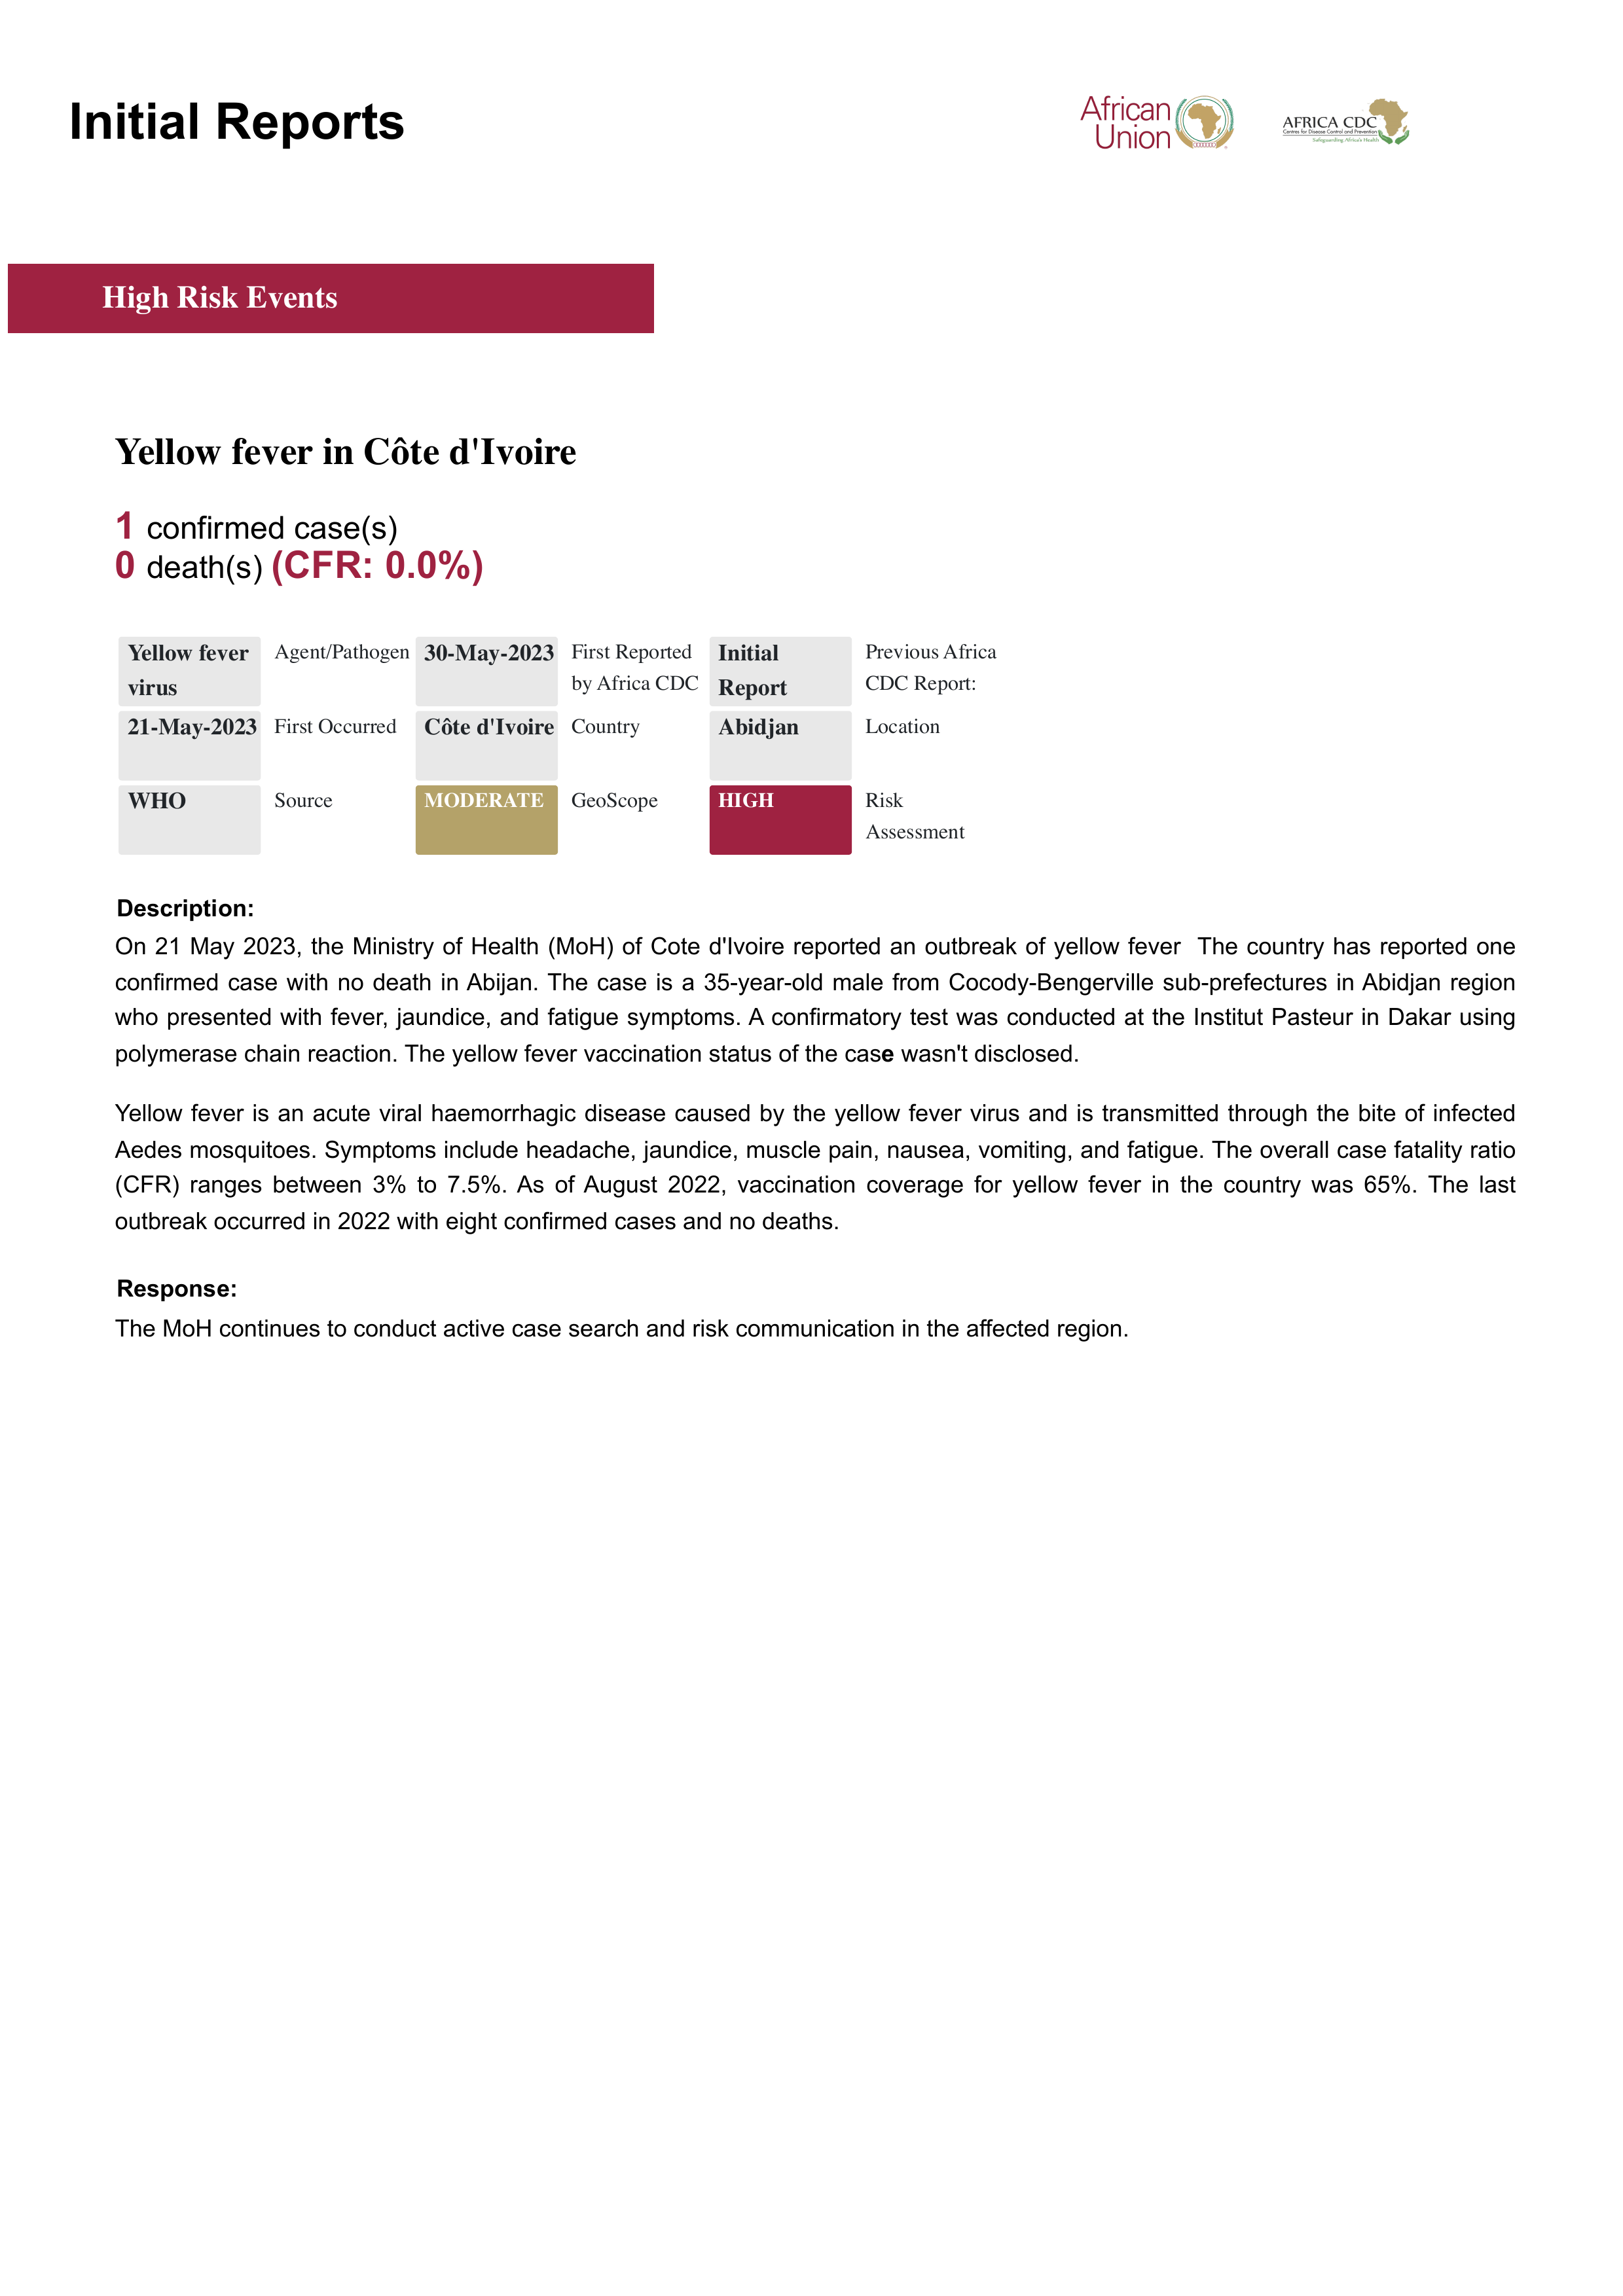 Initial Reports
African
Union
AFRICA CDC
Centres for Disease Control and Prevention
Safeguarding Africa's Health
High Risk Events
Yellow fever in Côte d'Ivoire
1 confirmed case(s)
0 death(s) (CFR: 0.0%)
Yellow fever virus Agent/Pathogen
30-May-2023 First Reported by Africa CDC
Initial Report Previous Africa CDC Report:
21-May-2023 First Occurred
Côte d'Ivoire Country
Abidjan Location
WHO Source
MODERATE GeoScope
HIGH Risk Assessment
Description:
On 21 May 2023, the Ministry of Health (MoH) of Cote d'Ivoire reported an outbreak of yellow fever  The country has reported one
confirmed case with no death in Abijan. The case is a 35-year-old male from Cocody-Bengerville sub-prefectures in Abidjan region
who presented with fever, jaundice, and fatigue symptoms. A confirmatory test was conducted at the Institut Pasteur in Dakar using
polymerase chain reaction. The yellow fever vaccination status of the case wasn't disclosed.
Yellow fever is an acute viral haemorrhagic disease caused by the yellow fever virus and is transmitted through the bite of infected
Aedes mosquitoes. Symptoms include headache, jaundice, muscle pain, nausea, vomiting, and fatigue. The overall case fatality ratio
(CFR) ranges between 3% to 7.5%. As of August 2022, vaccination coverage for yellow fever in the country was 65%. The last
outbreak occurred in 2022 with eight confirmed cases and no deaths.
Response:
The MoH continues to conduct active case search and risk communication in the affected region.